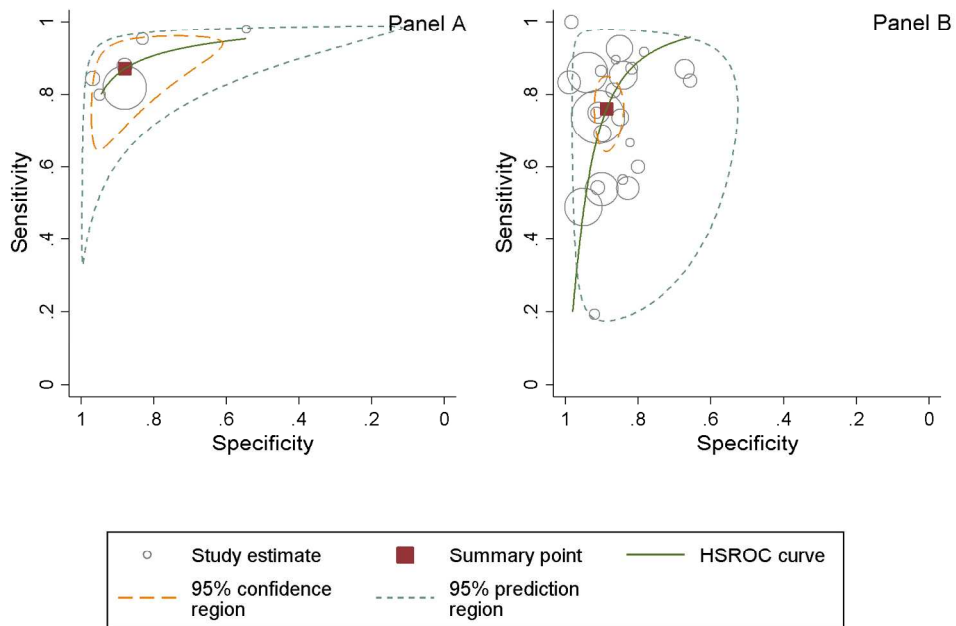 Panel A
Sensitivity
1
.8
.6
.4
.2
0
1 .8 .6 .4 .2 0
Specificity
Panel B
Sensitivity
1
.8
.6
.4
.2
0
1 .8 .6 .4 .2 0
Specificity
Study estimate
Summary point
HSROC curve
95% confidence
region
95% prediction
region